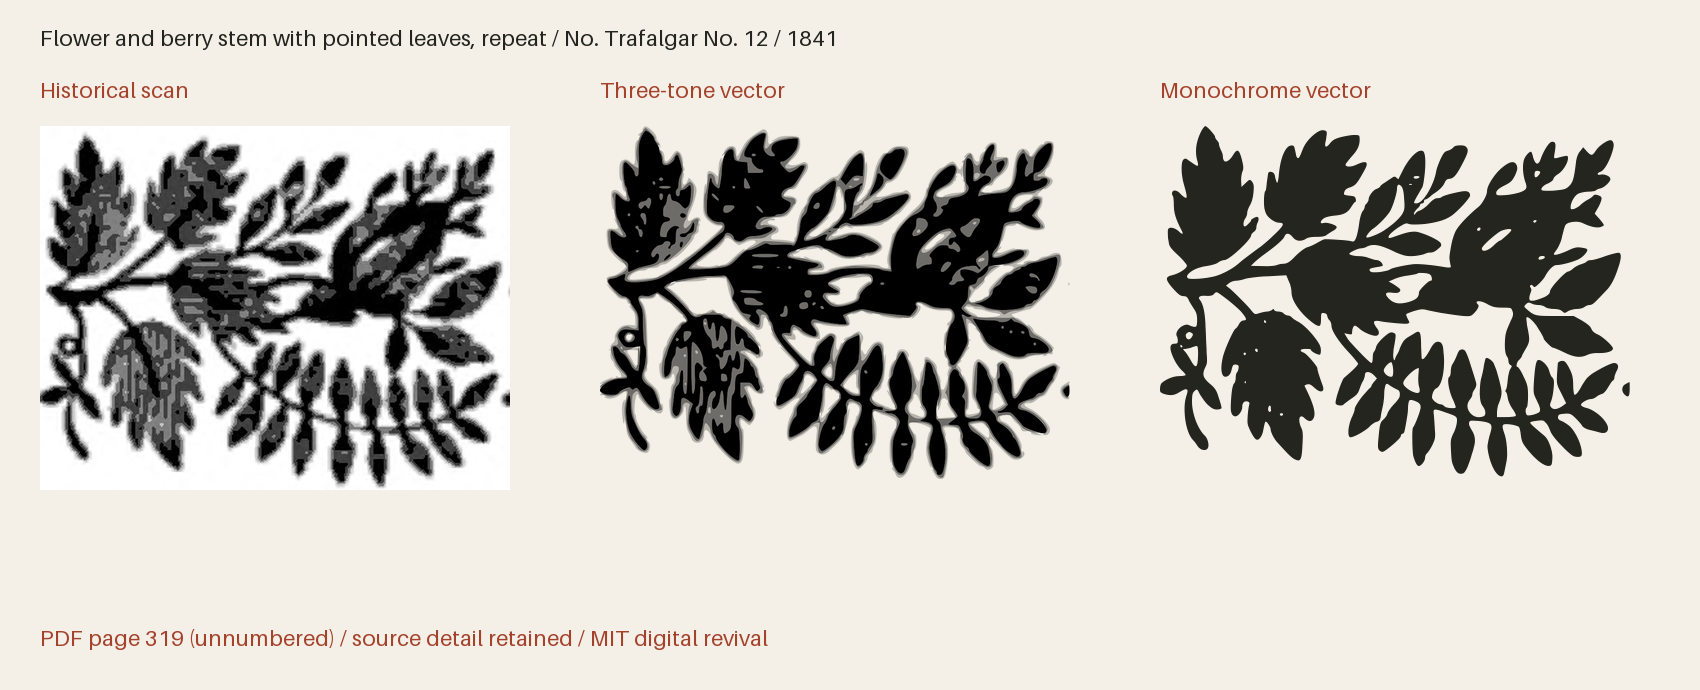 Flower and berry stem with pointed leaves, repeat / No. Trafalgar No. 12 / 1841
Historical scan
Three-tone vector
Monochrome vector
PDF page 319 (unnumbered) / source detail retained / MIT digital revival